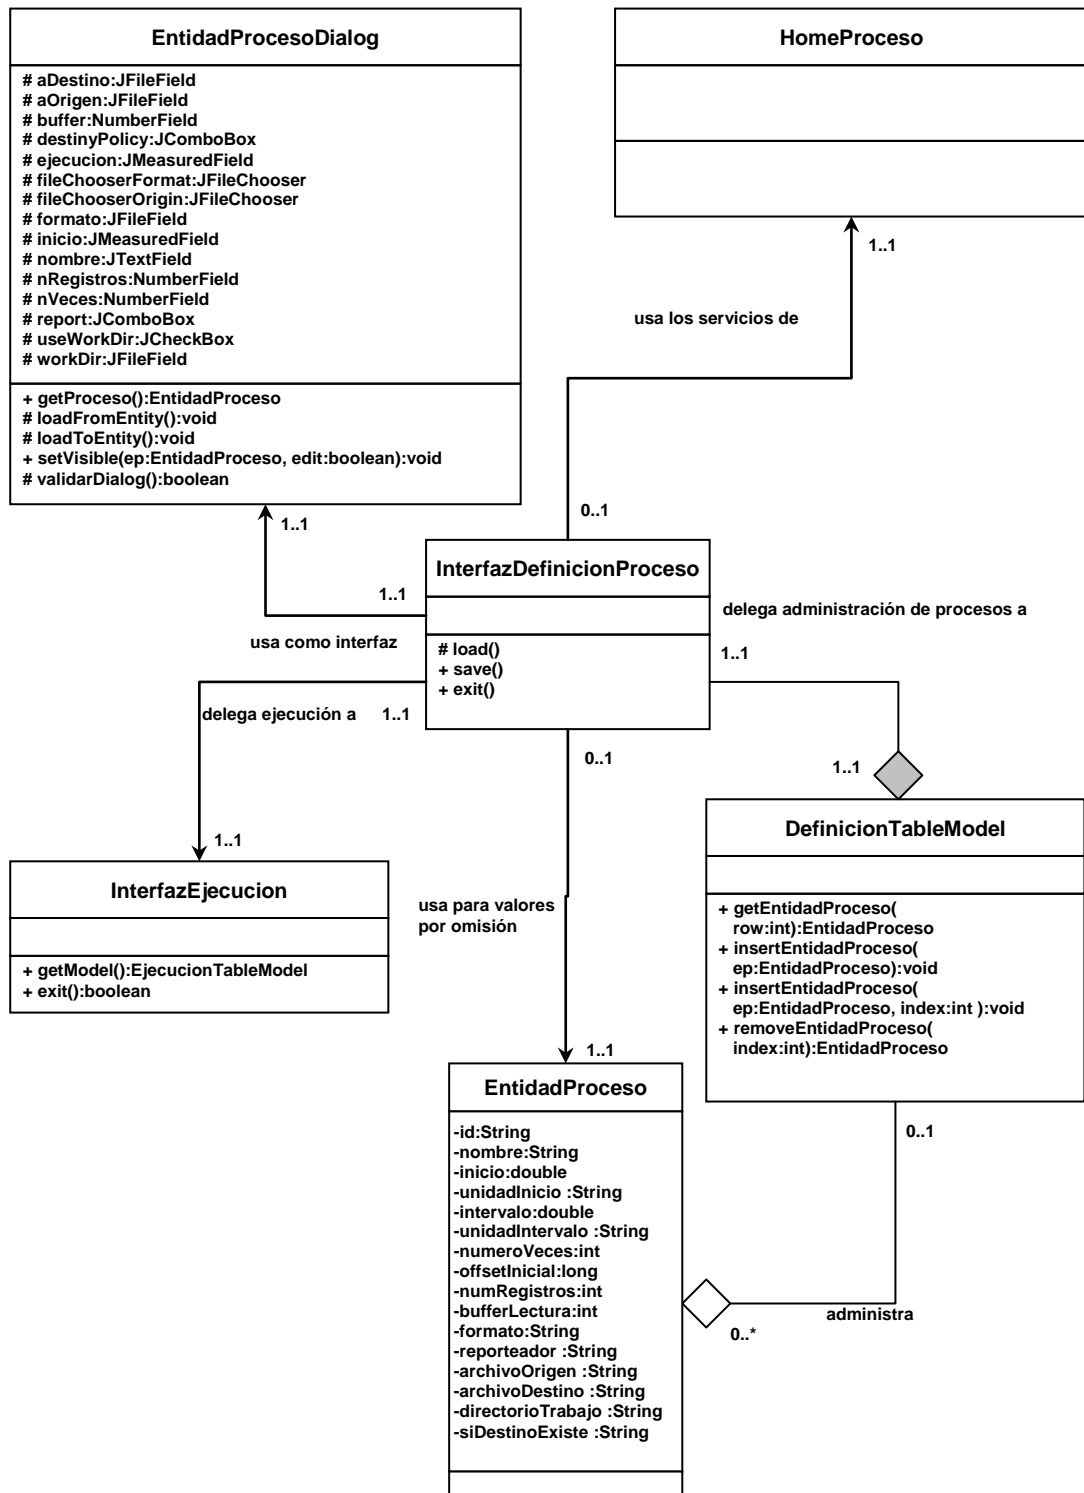 EntidadProcesoDialog
# aDestino:JFileField
# aOrigen:JFileField
# buffer:NumberField
# destinyPolicy:JComboBox
# ejecucion:JMeasuredField
# fileChooserFormat:JFileChooser
# fileChooserOrigin:JFileChooser
# formato:JFileField
# inicio:JMeasuredField
# nombre:JTextField
# nRegistros:NumberField
# nVeces:NumberField
# report:JComboBox
# useWorkDir:JCheckBox
# workDir:JFileField
+ getProceso():EntidadProceso
# loadFromEntity():void
# loadToEntity():void
+ setVisible(ep:EntidadProceso, edit:boolean):void
# validarDialog():boolean
HomeProceso
1..1
usa los servicios de
0..1
1..1
1..1
usa como interfaz
InterfazDefinicionProceso
# load()
+ save()
+ exit()
delega administración de procesos a
1..1
1..1
delega ejecución a
1..1
1..1
0..1
InterfazEjecucion
+ getModel():EjecucionTableModel
+ exit():boolean
usa para valores
por omisión
1..1
DefinicionTableModel
+ getEntidadProceso(
row:int):EntidadProceso
+ insertEntidadProceso(
ep:EntidadProceso):void
+ insertEntidadProceso(
ep:EntidadProceso, index:int ):void
+ removeEntidadProceso(
index:int):EntidadProceso
0..1
EntidadProceso
-id:String
-nombre:String
-inicio:double
-unidadInicio :String
-intervalo:double
-unidadIntervalo :String
-numeroVeces:int
-offsetInicial:long
-numRegistros:int
-bufferLectura:int
-formato:String
-reporteador :String
-archivoOrigen :String
-archivoDestino :String
-directorioTrabajo :String
-siDestinoExiste :String
administra
0..*